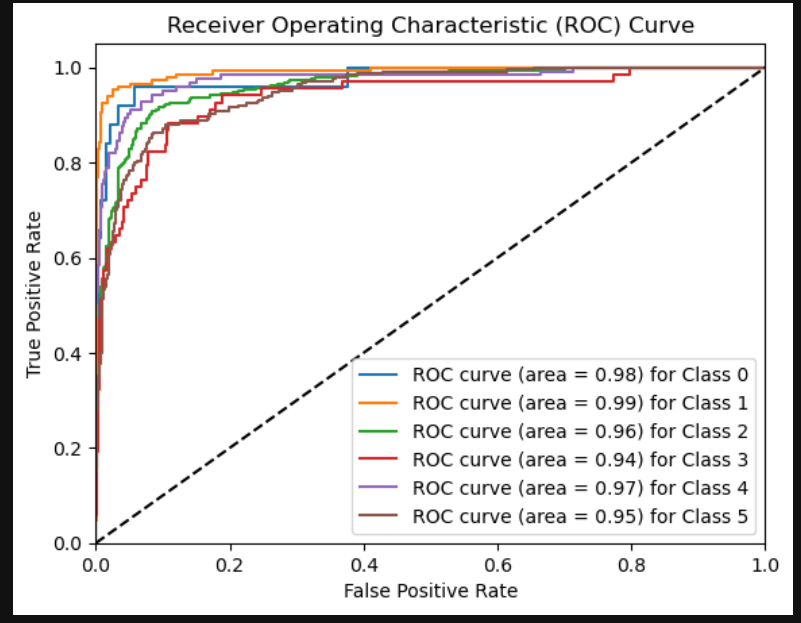 Receiver Operating Characteristic (ROC) Curve
1.0
0.8
0.6
0.4
0.2
0.0
True Positive Rate
ROC curve (area = 0.98) for Class 0
ROC curve (area = 0.99) for Class 1
ROC curve (area = 0.96) for Class 2
ROC curve (area = 0.94) for Class 3
ROC curve (area = 0.97) for Class 4
ROC curve (area = 0.95) for Class 5
0.0 0.2 0.4 0.6 0.8 1.0
False Positive Rate